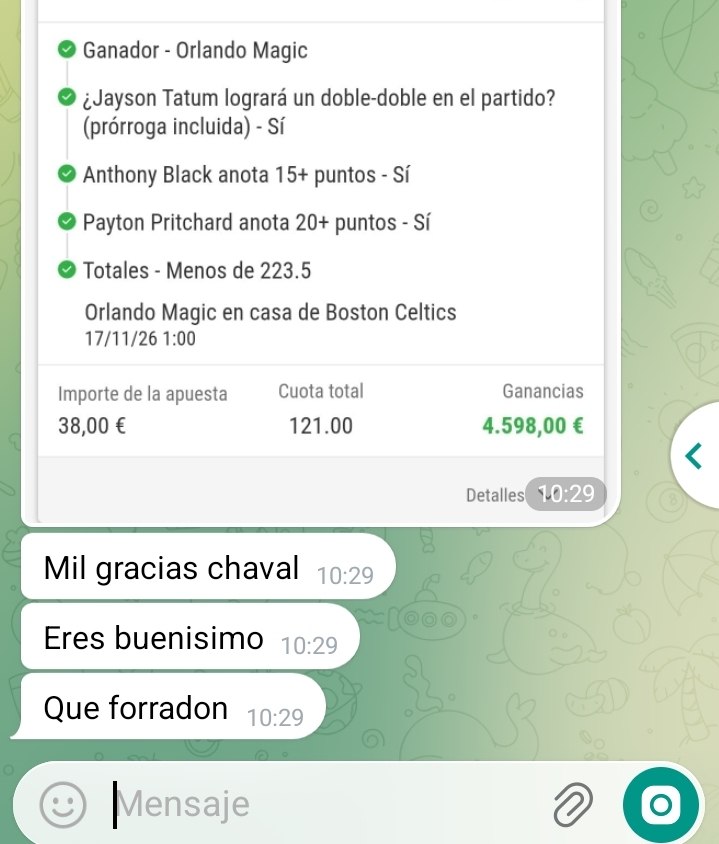 Ganador - Orlando Magic
¿Jayson Tatum logrará un doble-doble en el partido?
(prórroga incluida) - Sí
Anthony Black anota 15+ puntos - Sí
Payton Pritchard anota 20+ puntos - Sí
Totales - Menos de 223.5
Orlando Magic en casa de Boston Celtics
17/11/26 1:00
Importe de la apuesta Cuota total Ganancias
38,00 € 121.00 4.598,00 €
Detalles 10:29
Mil gracias chaval 10:29
Eres buenisimo 10:29
Que forradon 10:29
Mensaje